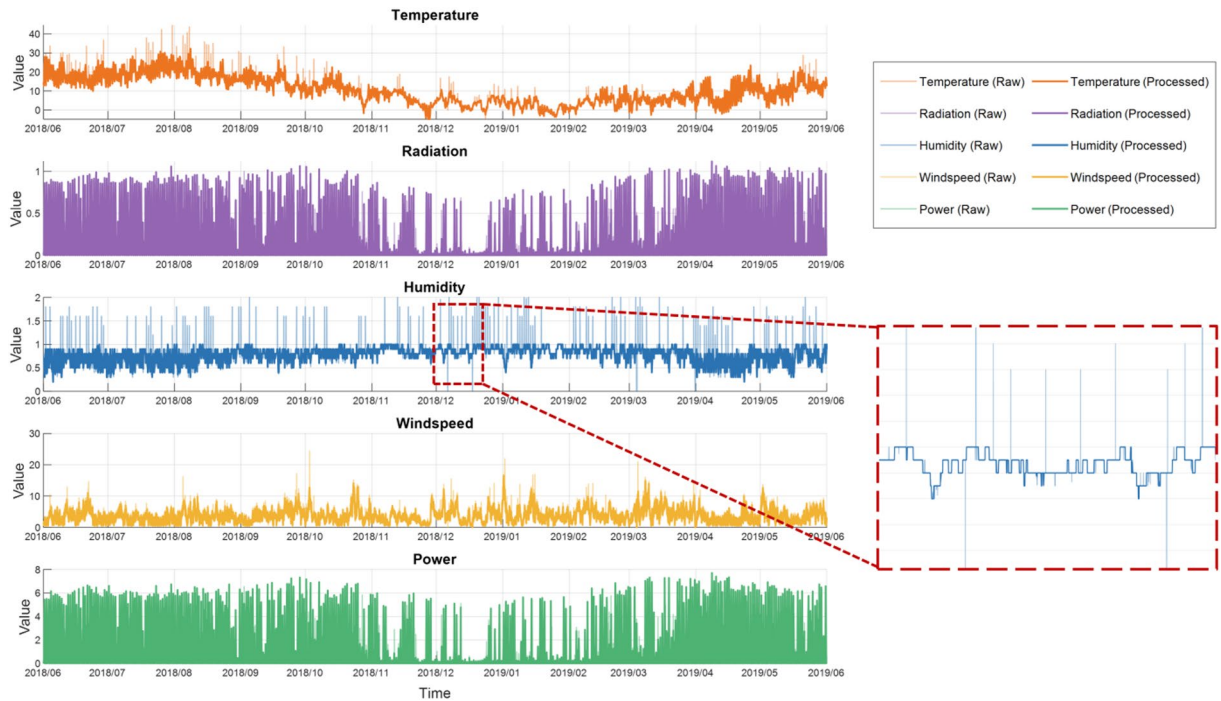 Temperature
Value
40
30
20
10
0
2018/06 2018/07 2018/08 2018/09 2018/10 2018/11 2018/12 2019/01 2019/02 2019/03 2019/04 2019/05 2019/06
Radiation
Value
1
0.5
0
2018/06 2018/07 2018/08 2018/09 2018/10 2018/11 2018/12 2019/01 2019/02 2019/03 2019/04 2019/05 2019/06
Humidity
Value
2
1.5
1
0.5
0
2018/06 2018/07 2018/08 2018/09 2018/10 2018/11 2018/12 2019/01 2019/02 2019/03 2019/04 2019/05 2019/06
Windspeed
Value
30
20
10
0
2018/06 2018/07 2018/08 2018/09 2018/10 2018/11 2018/12 2019/01 2019/02 2019/03 2019/04 2019/05 2019/06
Power
Value
8
6
4
2
0
2018/06 2018/07 2018/08 2018/09 2018/10 2018/11 2018/12 2019/01 2019/02 2019/03 2019/04 2019/05 2019/06
Time
Temperature (Raw) Temperature (Processed)
Radiation (Raw) Radiation (Processed)
Humidity (Raw) Humidity (Processed)
Windspeed (Raw) Windspeed (Processed)
Power (Raw) Power (Processed)